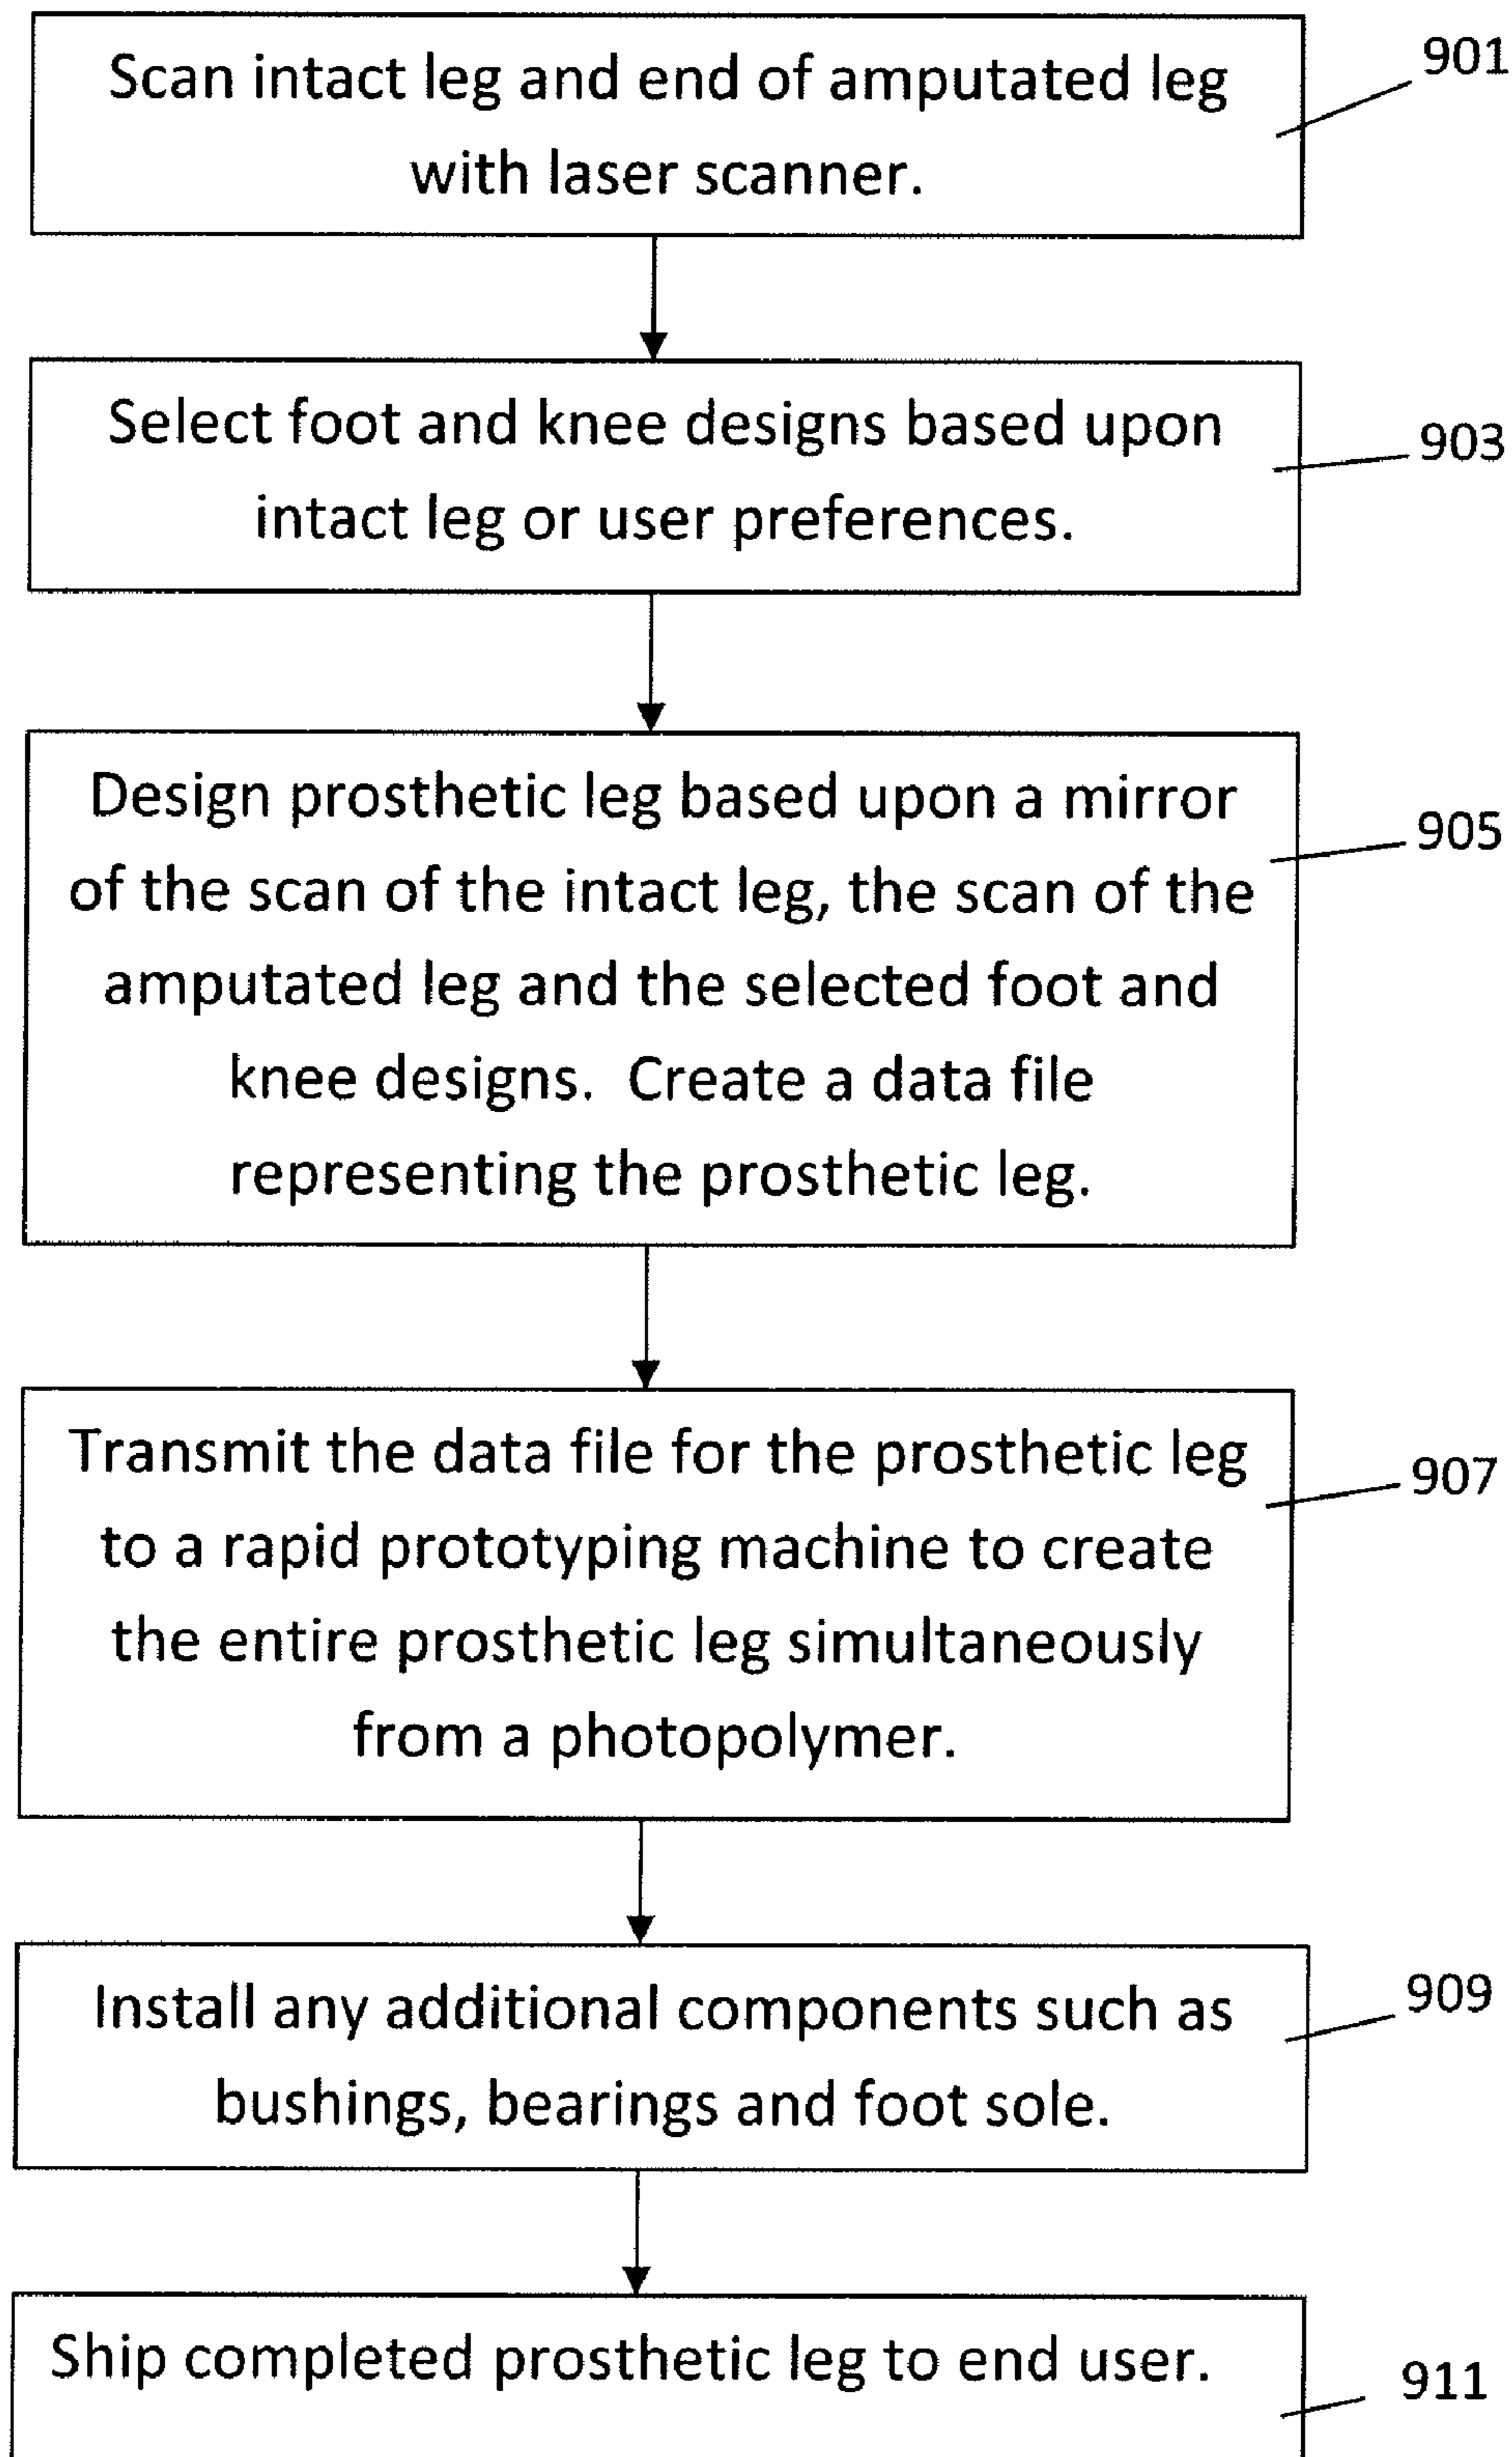 Scan intact leg and end of amputated leg
with laser scanner.
901
Select foot and knee designs based upon
intact leg or user preferences.
903
Design prosthetic leg based upon a mirror
of the scan of the intact leg, the scan of the
amputated leg and the selected foot and
knee designs.  Create a data file
representing the prosthetic leg.
905
Transmit the data file for the prosthetic leg
to a rapid prototyping machine to create
the entire prosthetic leg simultaneously
from a photopolymer.
907
Install any additional components such as
bushings, bearings and foot sole.
909
Ship completed prosthetic leg to end user.
911